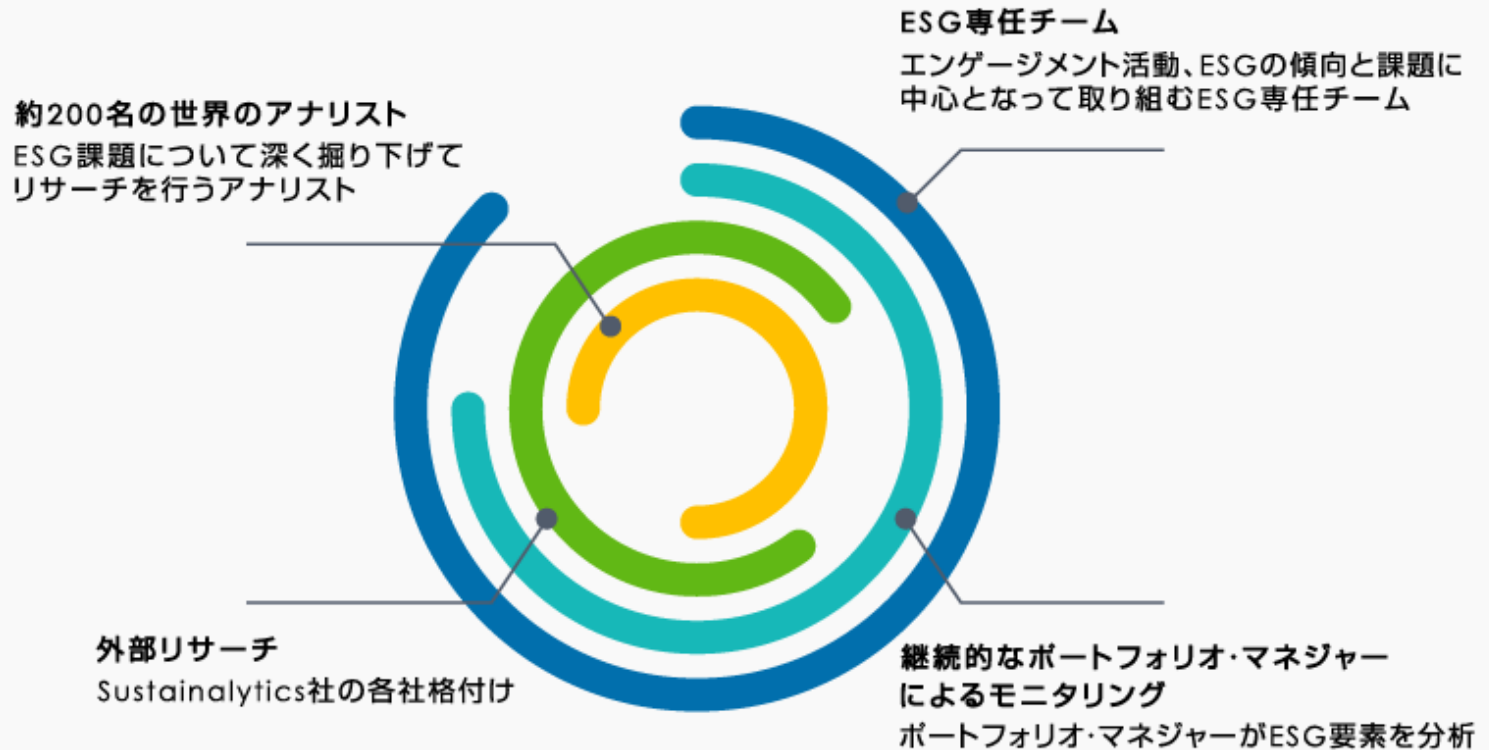 ESG専任チーム
エンゲージメント活動、ESGの傾向と課題に
中心となって取り組むESG専任チーム
約200名の世界のアナリスト
ESG課題について深く掘り下げて
リサーチを行うアナリスト
外部リサーチ
Sustainalytics社の各社格付け
継続的なポートフォリオ・マネジャー
によるモニタリング
ポートフォリオ・マネジャーがESG要素を分析